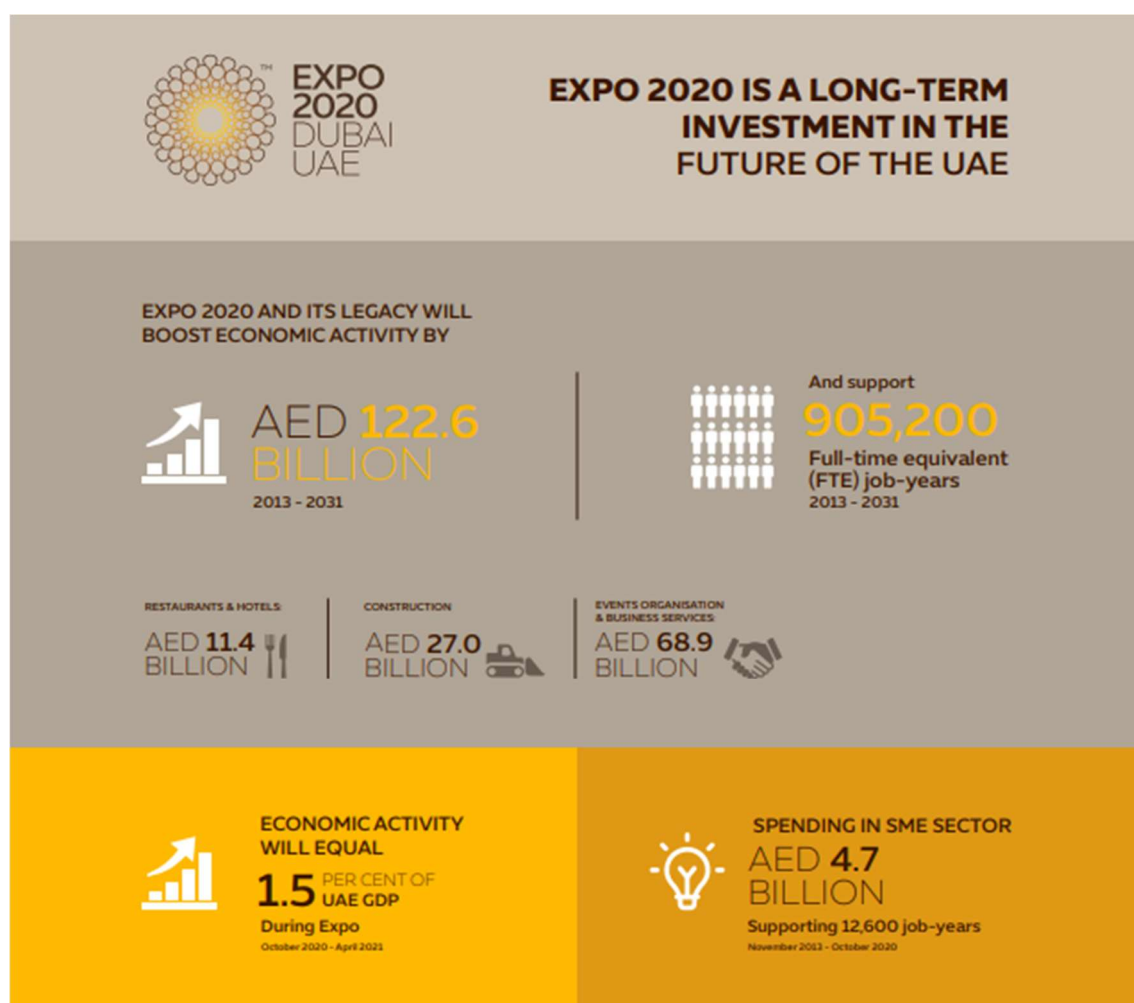 EXPO
2020
DUBAI
UAE
TM
EXPO 2020 IS A LONG-TERM
INVESTMENT IN THE
FUTURE OF THE UAE
EXPO 2020 AND ITS LEGACY WILL
BOOST ECONOMIC ACTIVITY BY
AED 122.6
BILLION
2013 - 2031
And support
905,200
Full-time equivalent
(FTE) job-years
2013 - 2031
RESTAURANTS & HOTELS:
AED 11.4
BILLION
CONSTRUCTION
AED 27.0
BILLION
EVENTS ORGANISATION
& BUSINESS SERVICES:
AED 68.9
BILLION
ECONOMIC ACTIVITY
WILL EQUAL
1.5 PER CENT OF
UAE GDP
During Expo
October 2020 - April 2021
SPENDING IN SME SECTOR
AED 4.7
BILLION
Supporting 12,600 job-years
November 2013 - October 2020